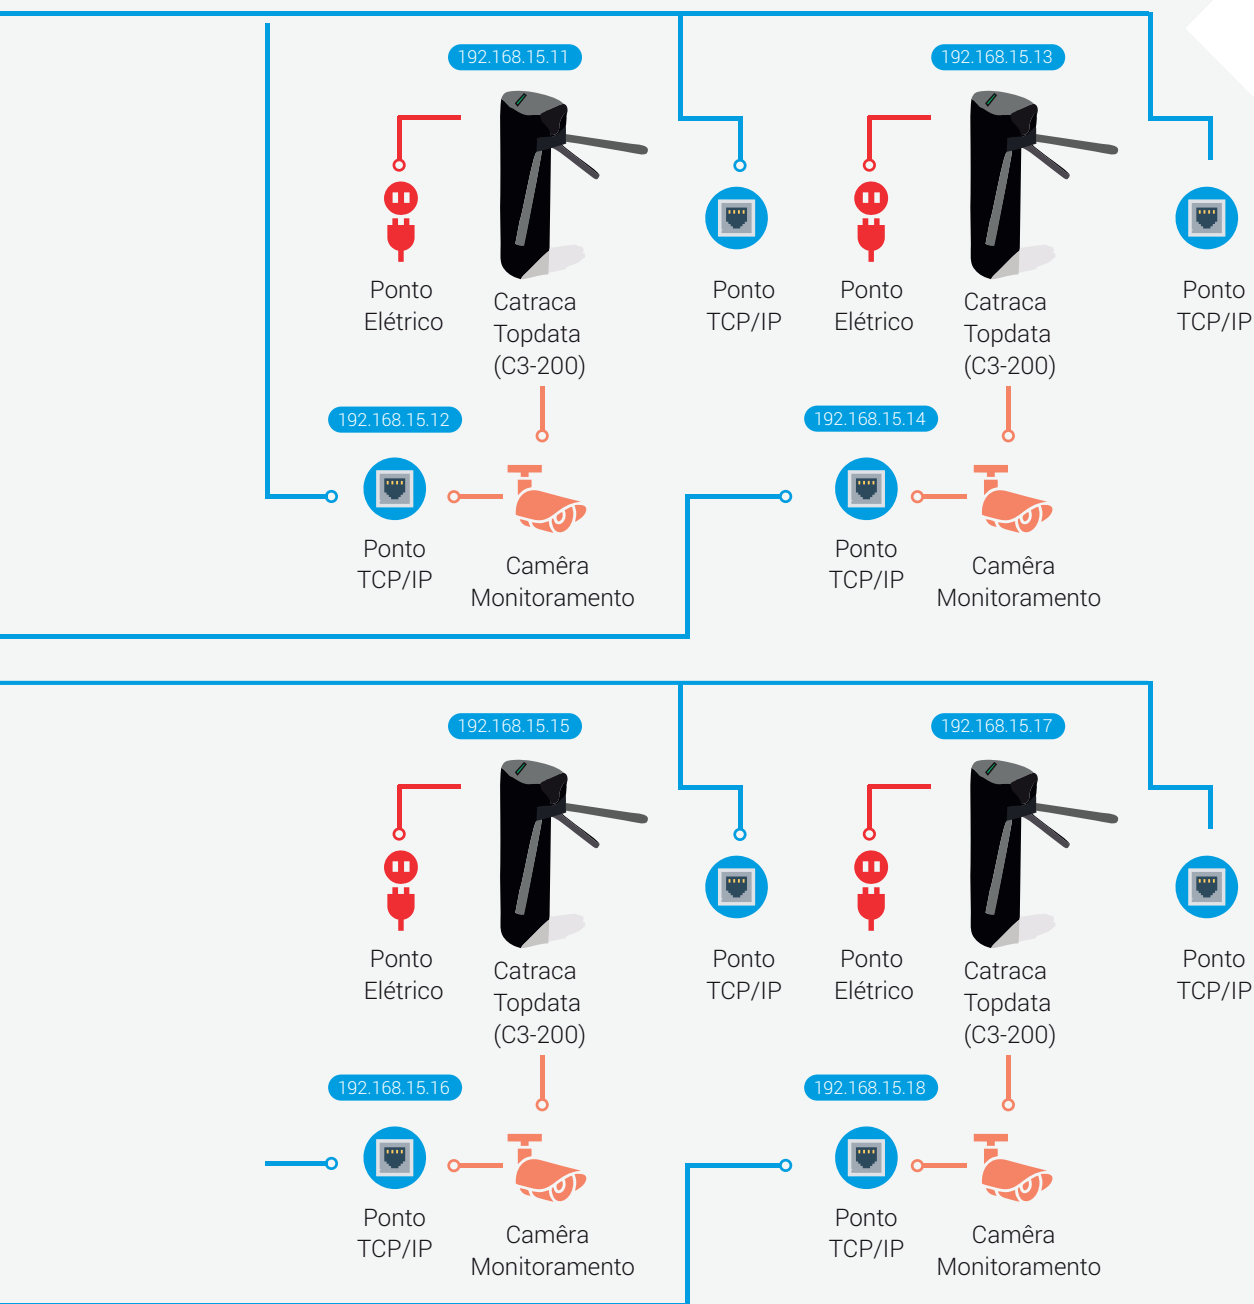 192.168.15.11
192.168.15.13
Ponto
Elétrico
Catraca
Topdata
(C3-200)
Ponto
TCP/IP
Ponto
Elétrico
Catraca
Topdata
(C3-200)
Ponto
TCP/IP
192.168.15.12
192.168.15.14
Ponto
TCP/IP
Camêra
Monitoramento
Ponto
TCP/IP
Camêra
Monitoramento
192.168.15.15
192.168.15.17
Ponto
Elétrico
Catraca
Topdata
(C3-200)
Ponto
TCP/IP
Ponto
Elétrico
Catraca
Topdata
(C3-200)
Ponto
TCP/IP
192.168.15.16
192.168.15.18
Ponto
TCP/IP
Camêra
Monitoramento
Ponto
TCP/IP
Camêra
Monitoramento